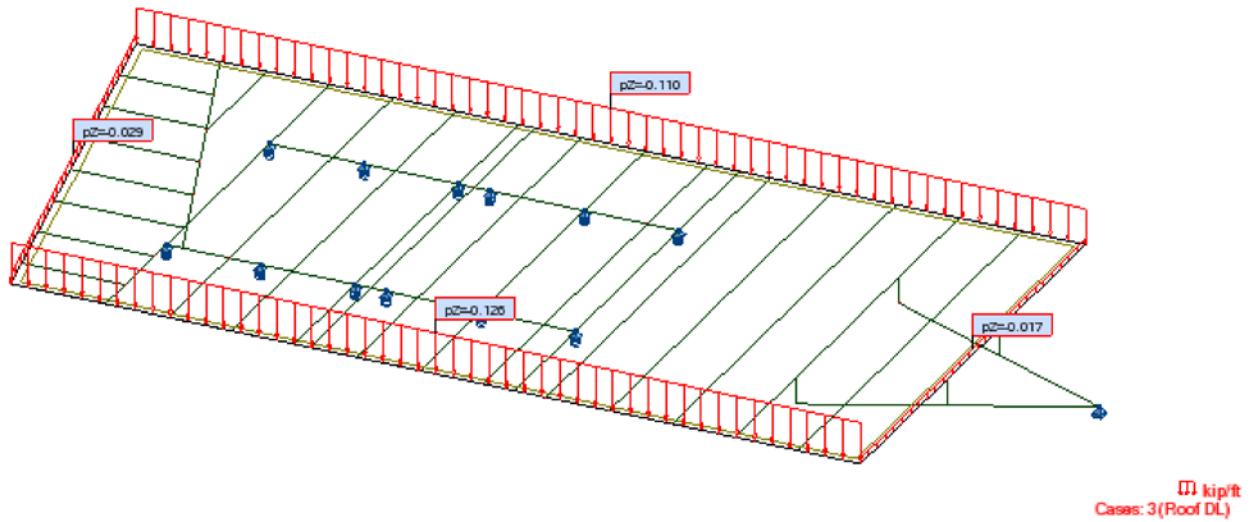 pZ=-0.110
pZ=-0.029
pZ=-0.126
pZ=-0.017
kip/ft
Cases: 3 (Roof DL)